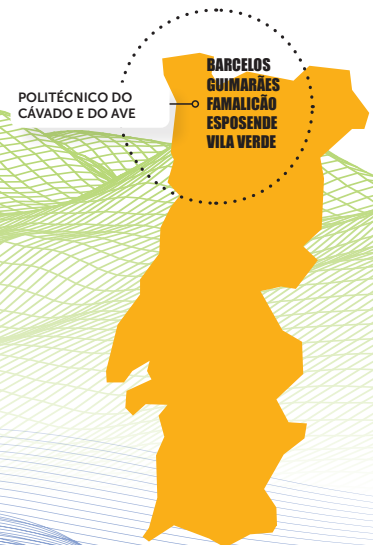 POLITÉCNICO DO
CÁVADO E DO AVE
BARCELOS
GUIMARÃES
FAMALICÃO
ESPOSENDE
VILA VERDE